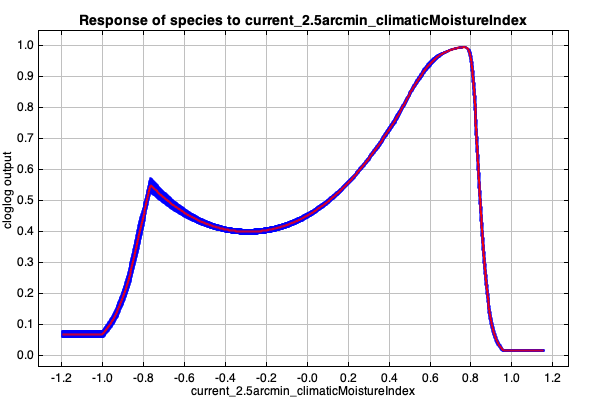 Response of species to current_2.5arcmin_climaticMoistureIndex
1.0
0.9
0.8
0.7
0.6
0.5
0.4
0.3
0.2
0.1
0.0
cloglog output
-1.2 -1.0 -0.8 -0.6 -0.4 -0.2 -0.0 0.2 0.4 0.6 0.8 1.0 1.2
current_2.5arcmin_climaticMoistureIndex